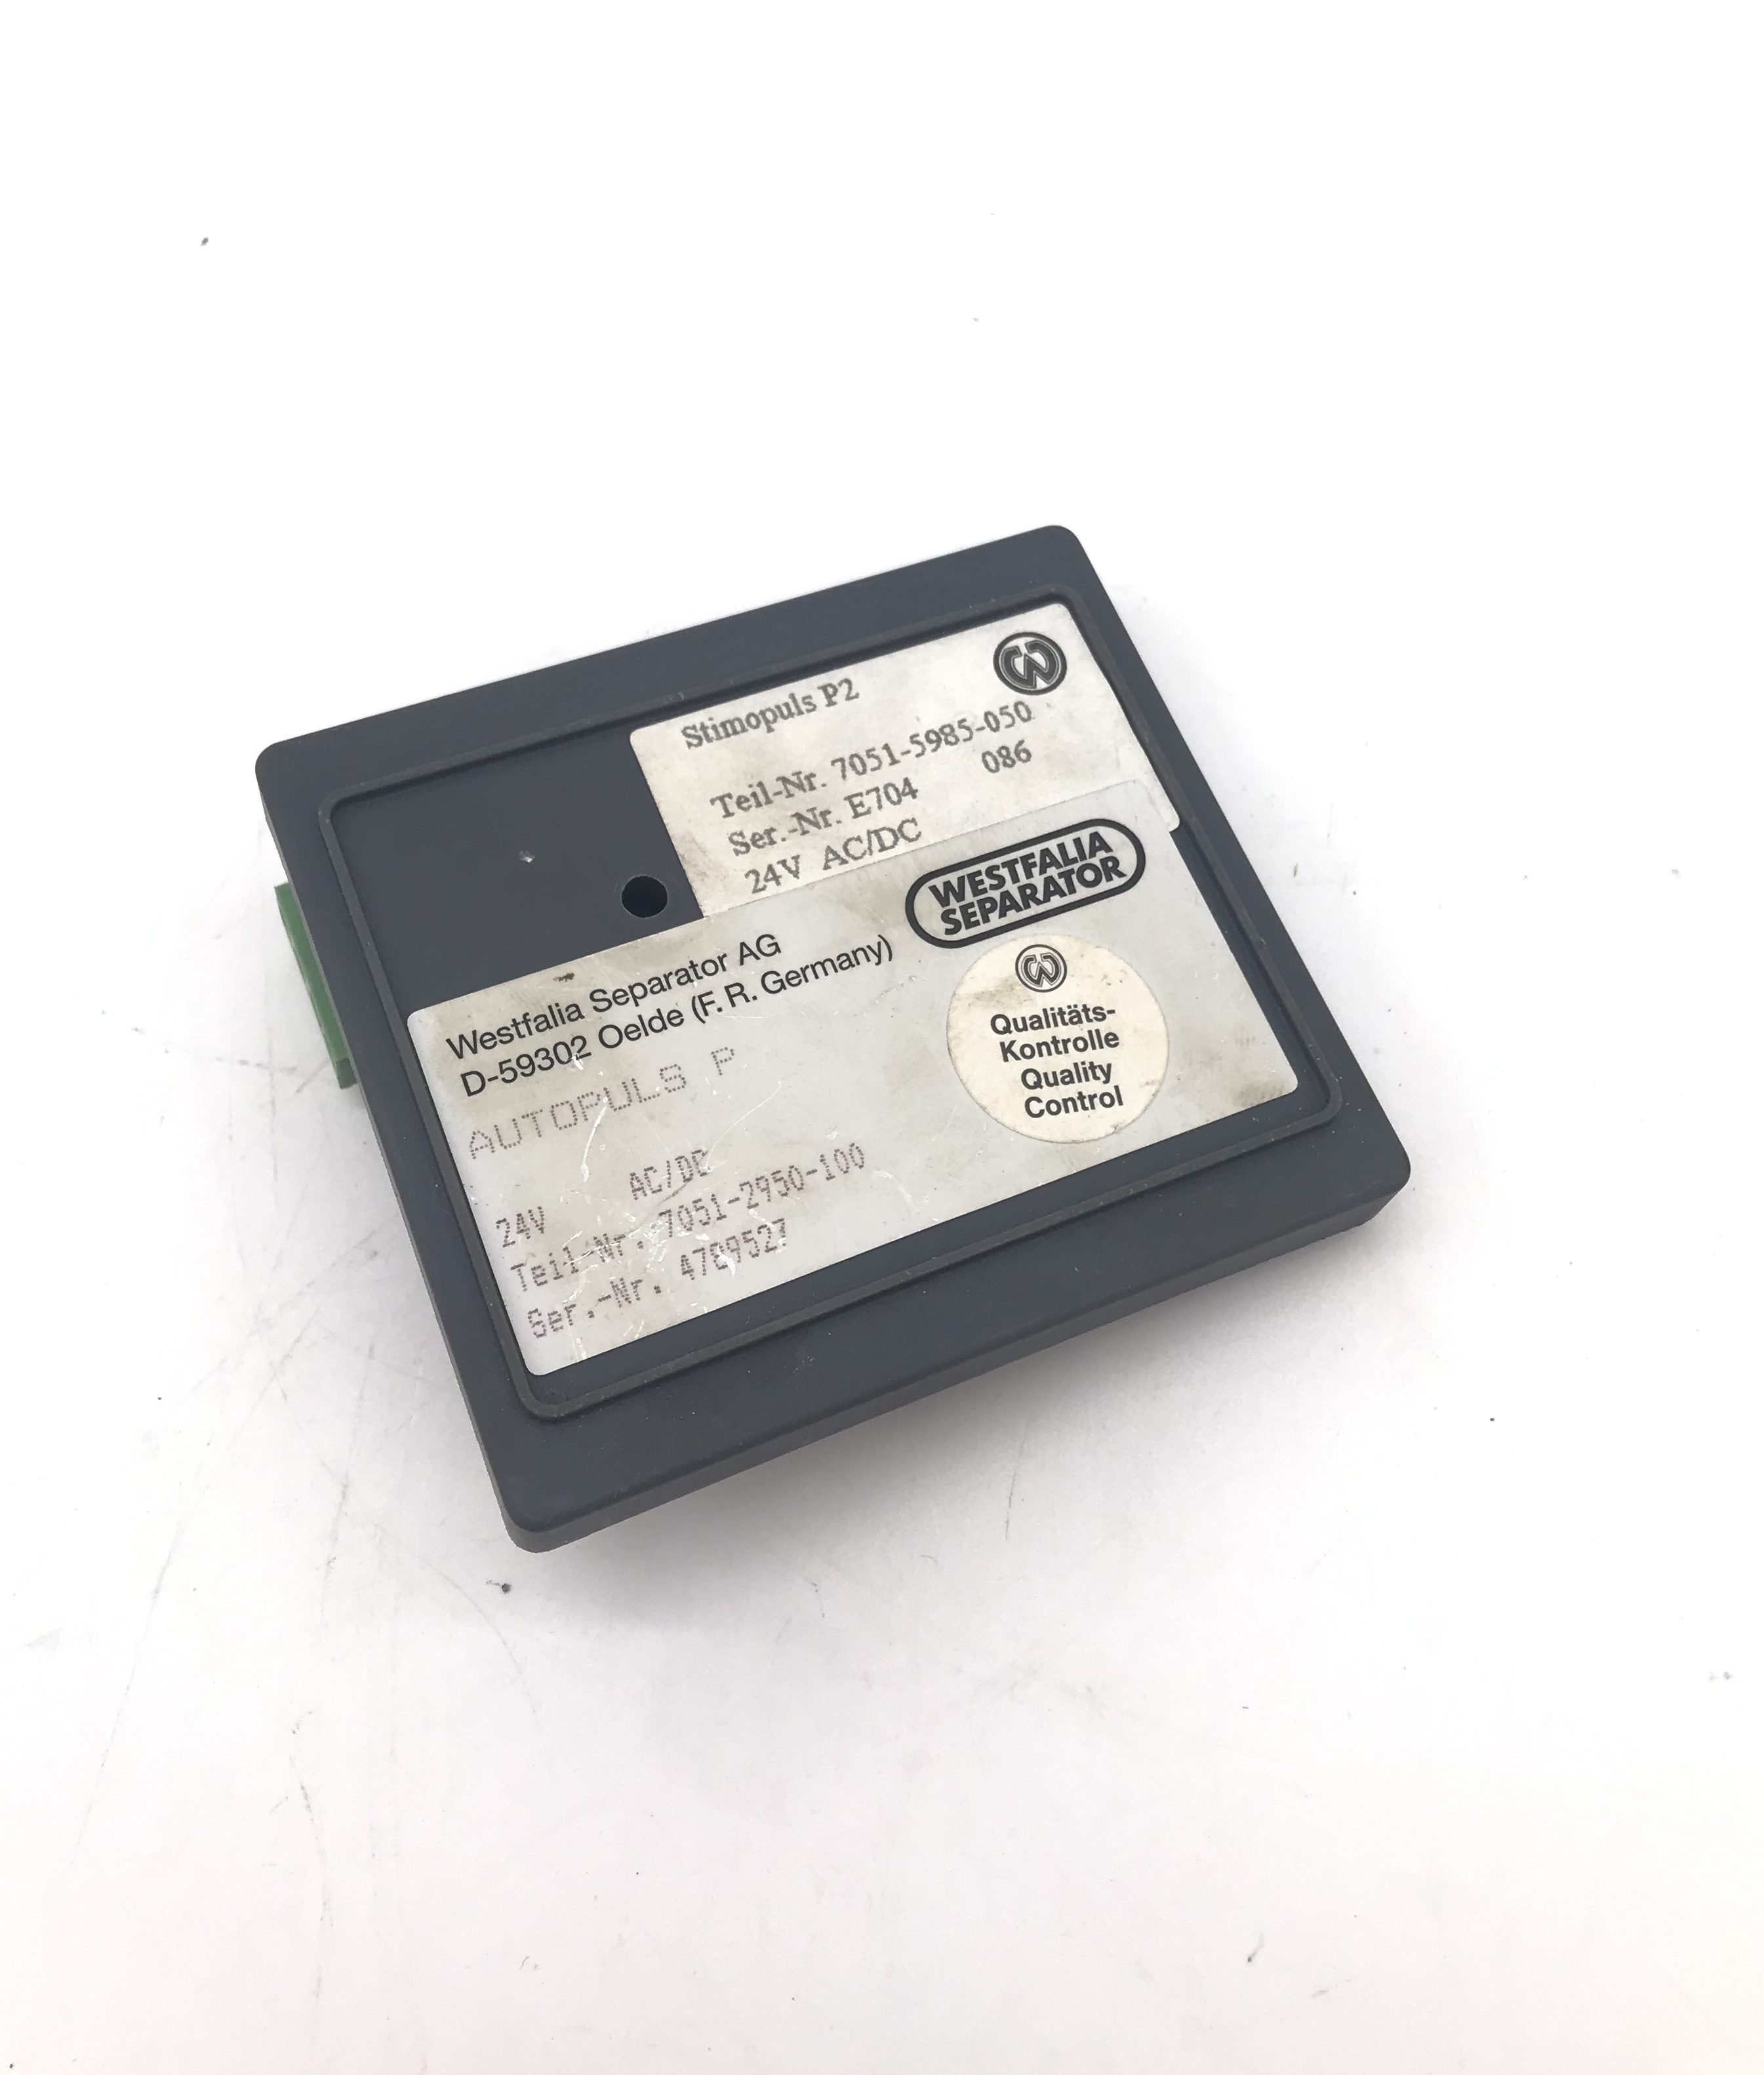 Stimopuls P2
Teil-Nr. 7051-5985-050
Ser.-Nr. E704 086
24V AC/DC
WESTFALIA
SEPARATOR
Westfalia Separator AG
D-59302 Oelde (F. R. Germany)
AUTOPULS P
24V AC/DC
Teil-Nr. 7051-2950-100
Ser.-Nr. 4789527
Qualitäts-
Kontrolle
Quality
Control